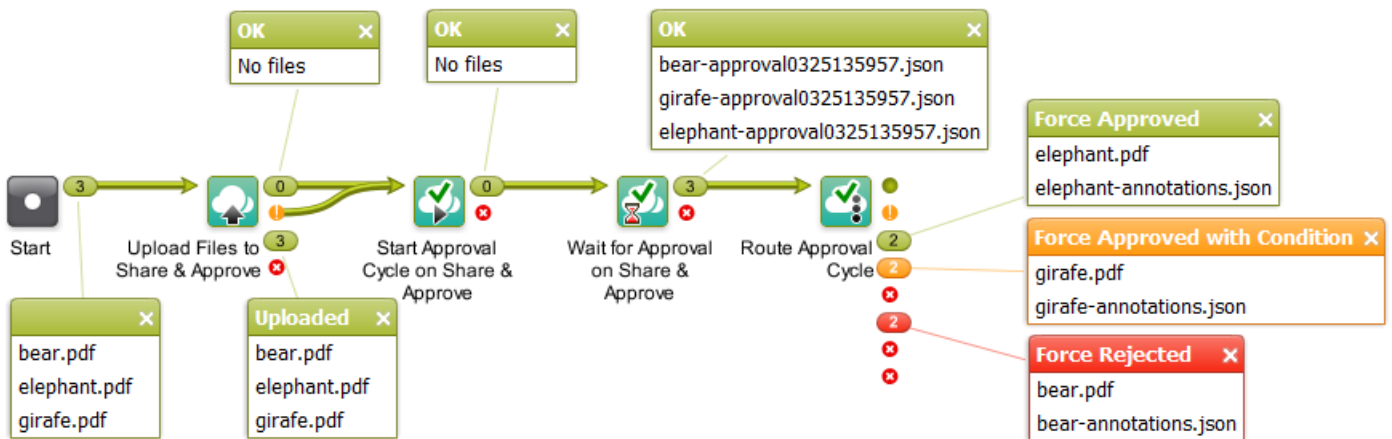 OK
No files
OK
No files
OK
bear-approval0325135957.json
girafe-approval0325135957.json
elephant-approval0325135957.json
Force Approved
elephant.pdf
elephant-annotations.json
3
0
0
3
Start
Upload Files to
Share & Approve
3
Start Approval
Cycle on Share &
Approve
Wait for Approval
on Share &
Approve
Route Approval
Cycle
2
2
2
Force Approved with Condition
girafe.pdf
girafe-annotations.json
bear.pdf
elephant.pdf
girafe.pdf
Uploaded
bear.pdf
elephant.pdf
girafe.pdf
Force Rejected
bear.pdf
bear-annotations.json